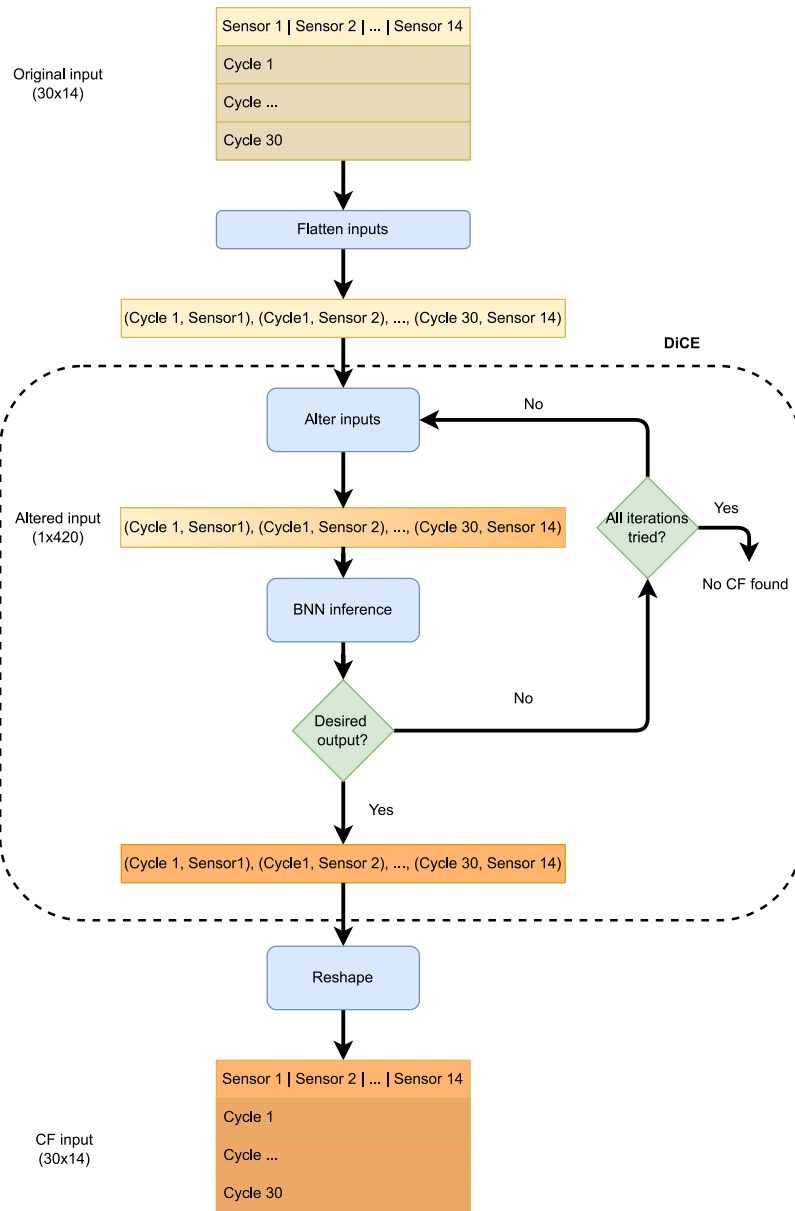 Sensor 1 | Sensor 2 | ... | Sensor 14
Cycle 1
Original input
(30x14)
Cycle ...
Cycle 30
Flatten inputs
(Cycle 1, Sensor1), (Cycle1, Sensor 2), ..., (Cycle 30, Sensor 14)
DiCE
Alter inputs
No
Altered input
(1x420)
(Cycle 1, Sensor1), (Cycle1, Sensor 2), ..., (Cycle 30, Sensor 14)
All iterations
tried?
Yes
No CF found
BNN inference
Desired
output?
No
Yes
(Cycle 1, Sensor1), (Cycle1, Sensor 2), ..., (Cycle 30, Sensor 14)
Reshape
Sensor 1 | Sensor 2 | ... | Sensor 14
Cycle 1
CF input
(30x14)
Cycle ...
Cycle 30